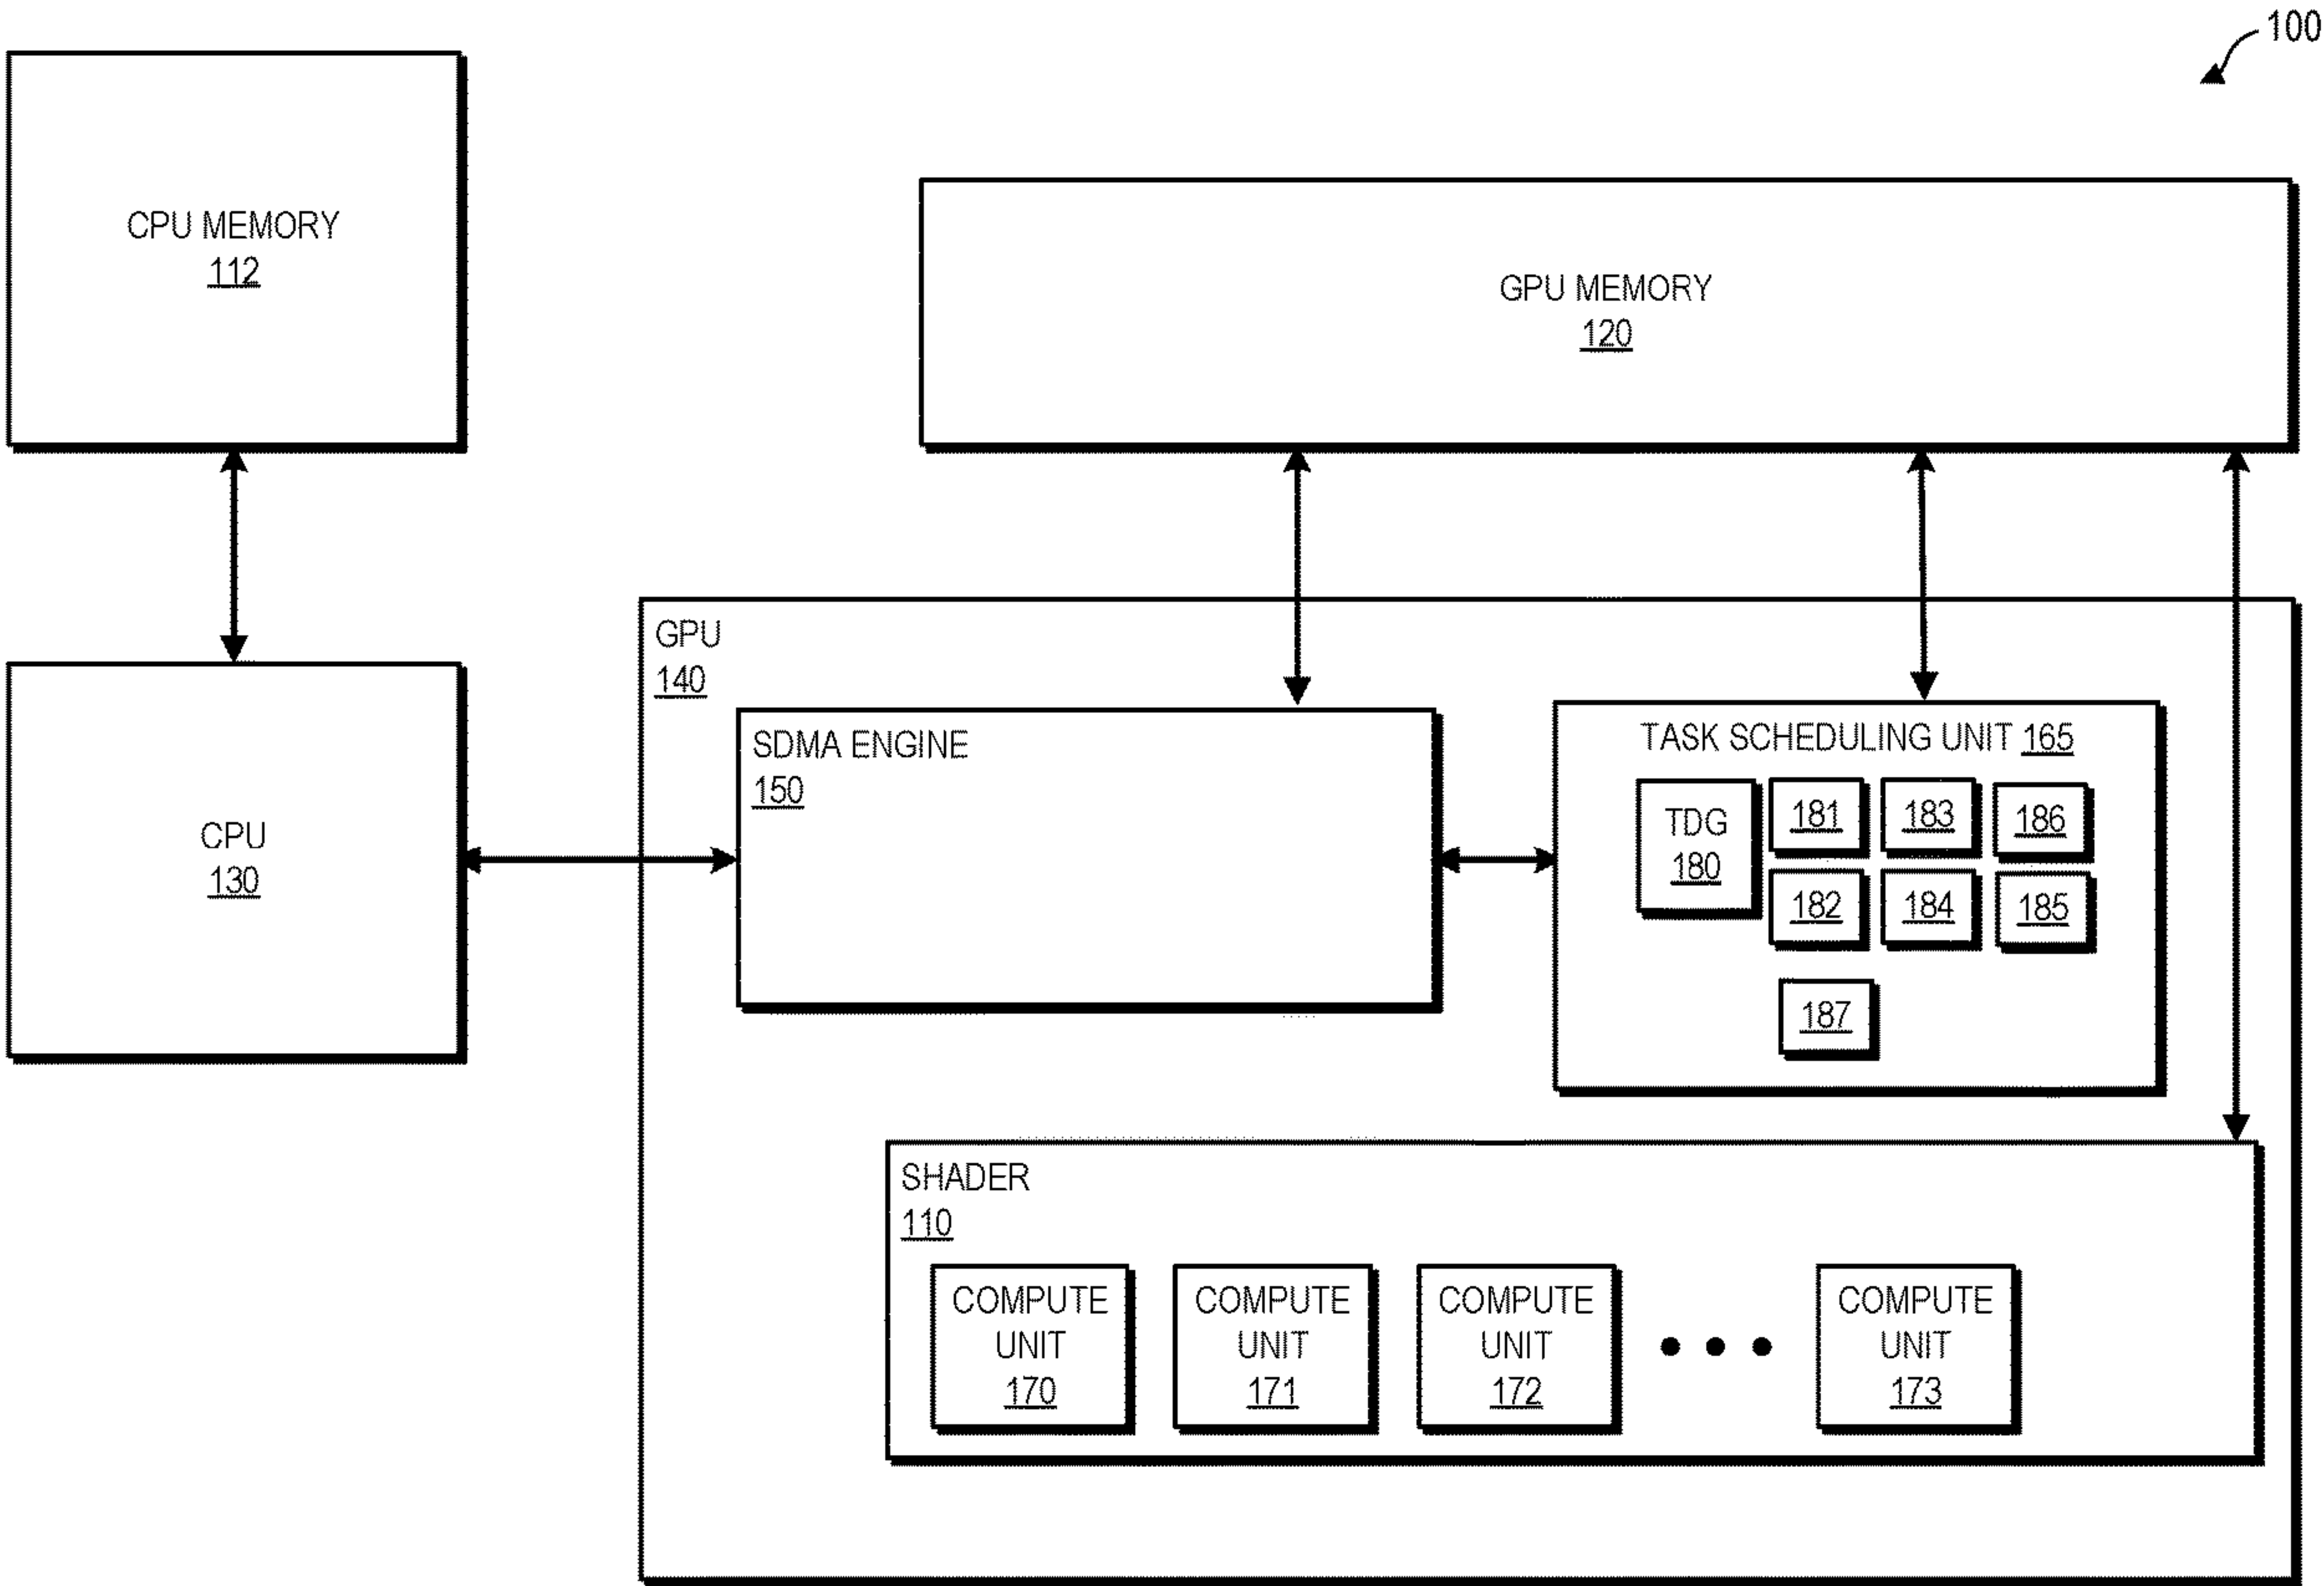 100
CPU MEMORY
112
GPU MEMORY
120
GPU
140
CPU
130
SDMA ENGINE
150
TASK SCHEDULING UNIT 165
TDG
180
181
183
186
182
184
185
187
SHADER
110
COMPUTE
UNIT
170
COMPUTE
UNIT
171
COMPUTE
UNIT
172
COMPUTE
UNIT
173